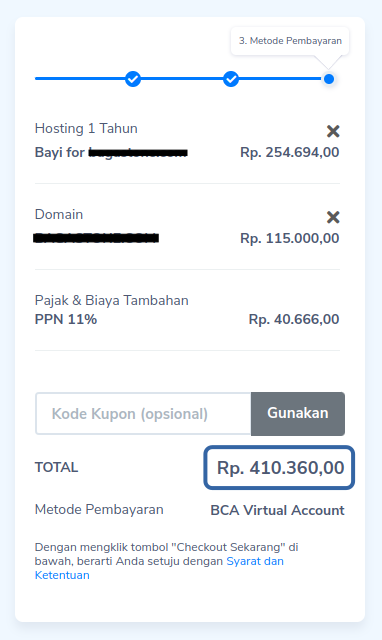 3. Metode Pembayaran
Hosting 1 Tahun
Bayi for
Rp. 254.694,00
Domain
Rp. 115.000,00
Pajak & Biaya Tambahan
PPN 11%
Rp. 40.666,00
Kode Kupon (opsional)
Gunakan
TOTAL
Rp. 410.360,00
Metode Pembayaran
BCA Virtual Account
Dengan mengklik tombol "Checkout Sekarang" di
bawah, berarti Anda setuju dengan Syarat dan
Ketentuan